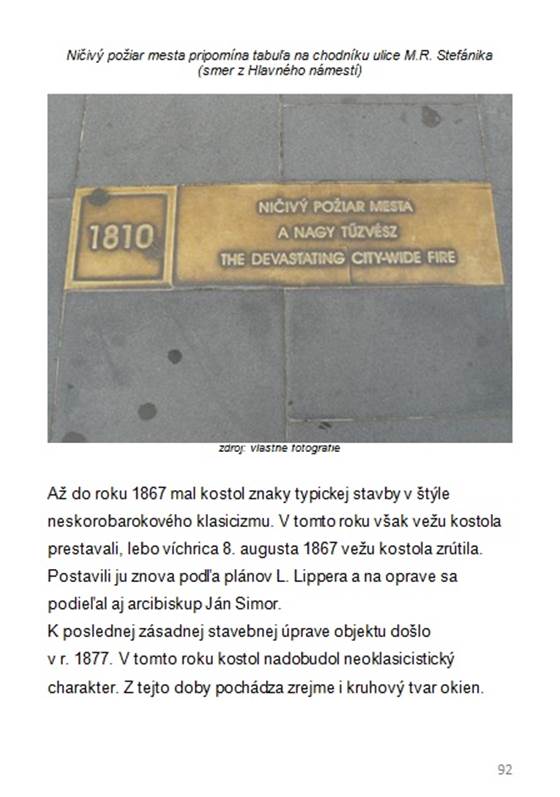 Ničivý požiar mesta pripomína tabuľa na chodníku ulice M.R. Stefánika
(smer z Hlavného námestí)
1810
NIČIVÝ POŽIAR MESTA
A NAGY TŰZVÉSZ
THE DEVASTATING CITY-WIDE FIRE
zdroj: vlastné fotografie
Až do roku 1867 mal kostol znaky typickej stavby v štýle
neskorobarokového klasicizmu. V tomto roku však vežu kostola
prestavali, lebo víchrica 8. augusta 1867 vežu kostola zrútila.
Postavili ju znova podľa plánov L. Lippera a na oprave sa
podieľal aj arcibiskup Ján Simor.
K poslednej zásadnej stavebnej úprave objektu došlo
v r. 1877. V tomto roku kostol nadobudol neoklasicistický
charakter. Z tejto doby pochádza zrejme i kruhový tvar okien.
92